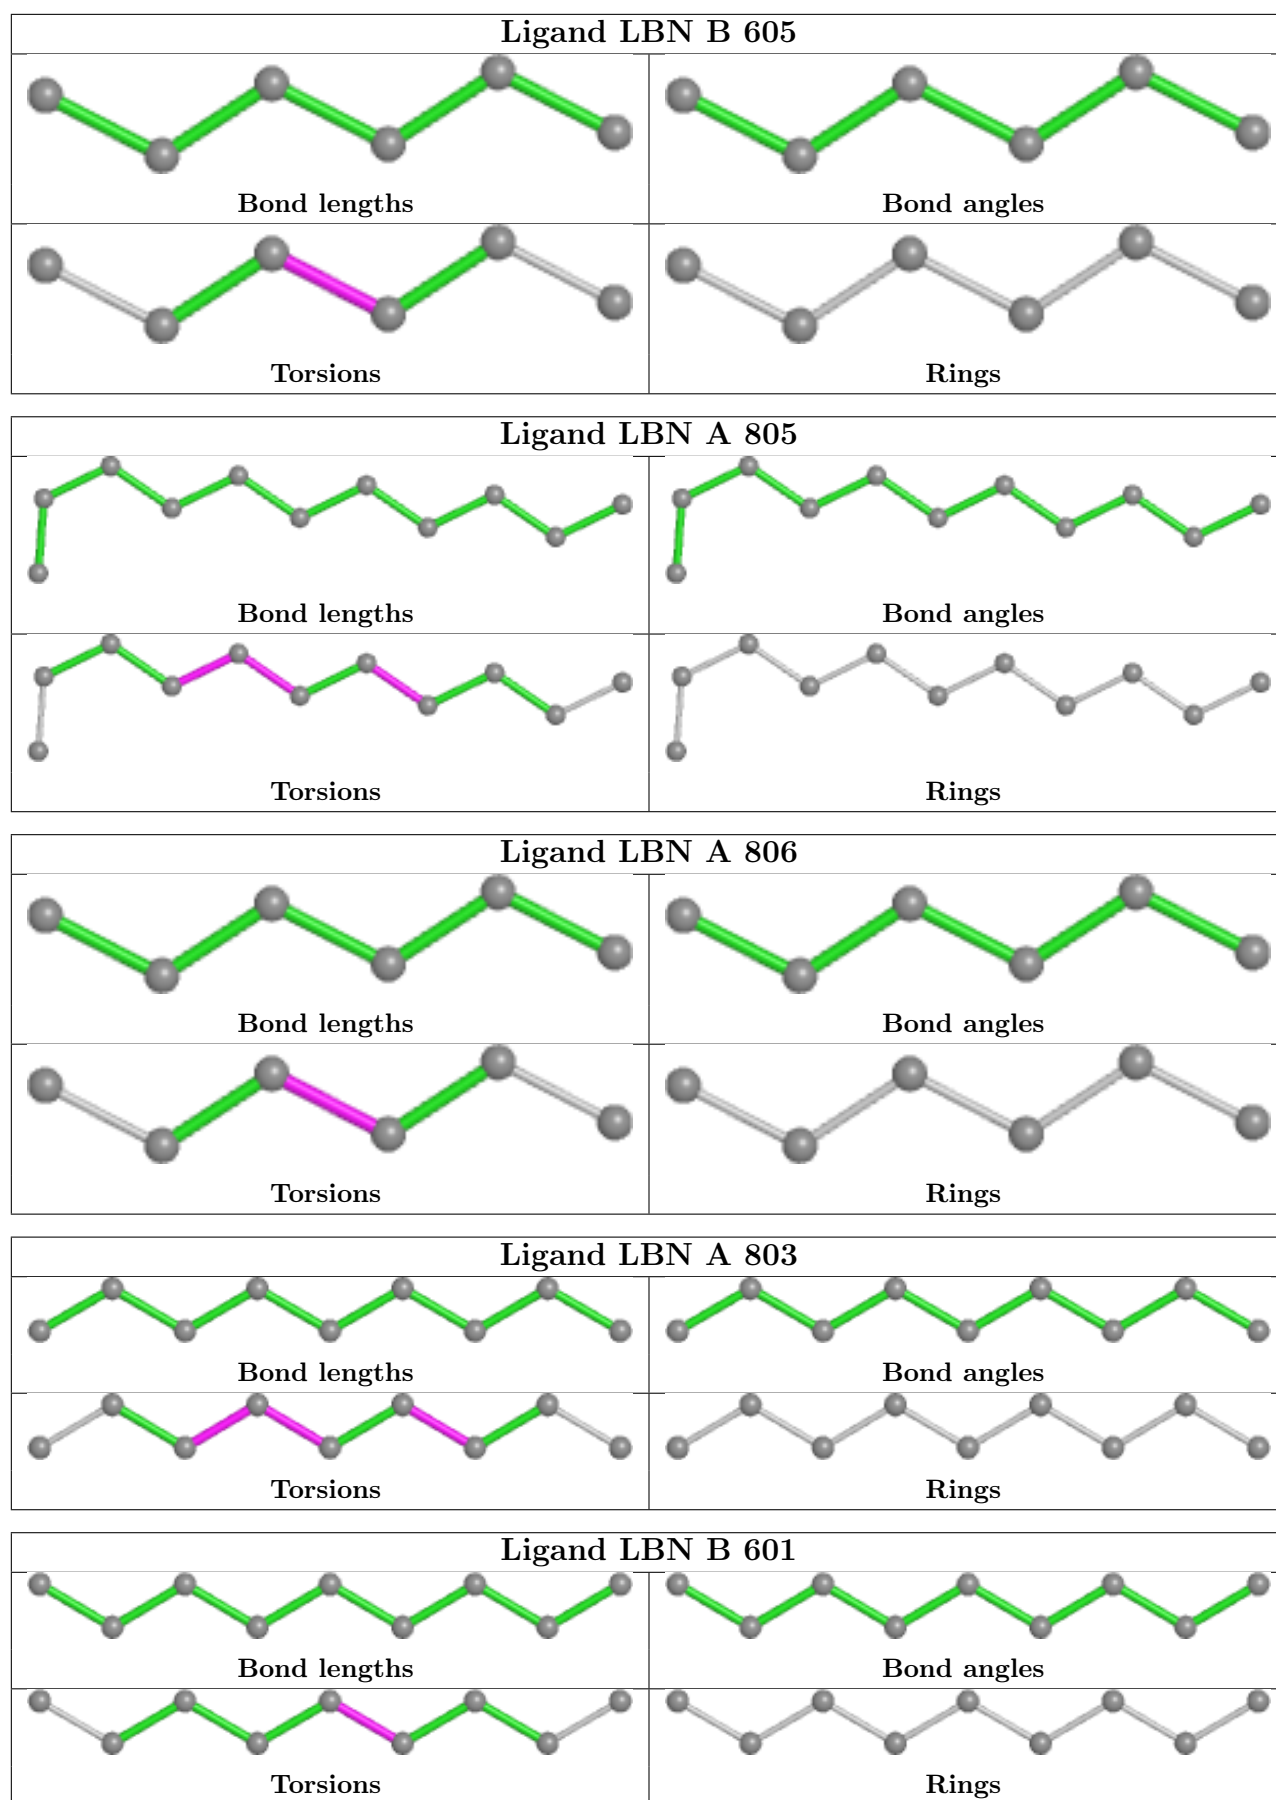 Ligand LBN B 605
Bond lengths
Bond angles
Torsions
Rings
Ligand LBN A 805
Bond lengths
Bond angles
Torsions
Rings
Ligand LBN A 806
Bond lengths
Bond angles
Torsions
Rings
Ligand LBN A 803
Bond lengths
Bond angles
Torsions
Rings
Ligand LBN B 601
Bond lengths
Bond angles
Torsions
Rings